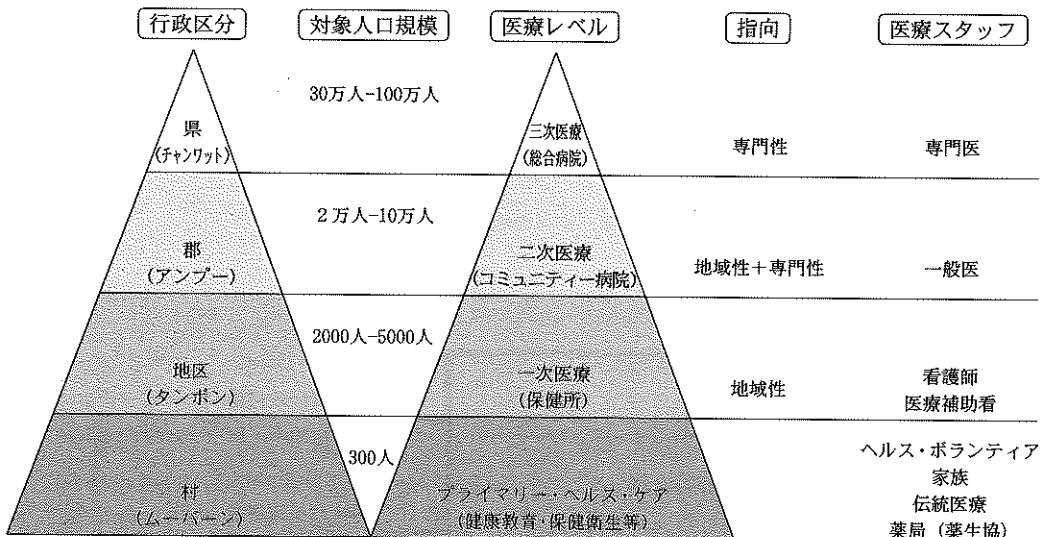 行政区分 対象人口規模 医療レベル 指向 医療スタッフ
30万人-100万人
県 三次医療
(チャンワット) (総合病院) 専門性 専門医
2万人-10万人
郡 二次医療
(アンプー) (コミュニティー病院) 地域性+専門性 一般医
2000人-5000人
地区 一次医療 看護師
(タンボン) (保健所) 地域性 医療補助看
300人 ヘルス・ボランティア
家族
村 プライマリー・ヘルス・ケア 伝統医療
(ムーバーン) (健康教育・保健衛生等) 薬局(薬生協)